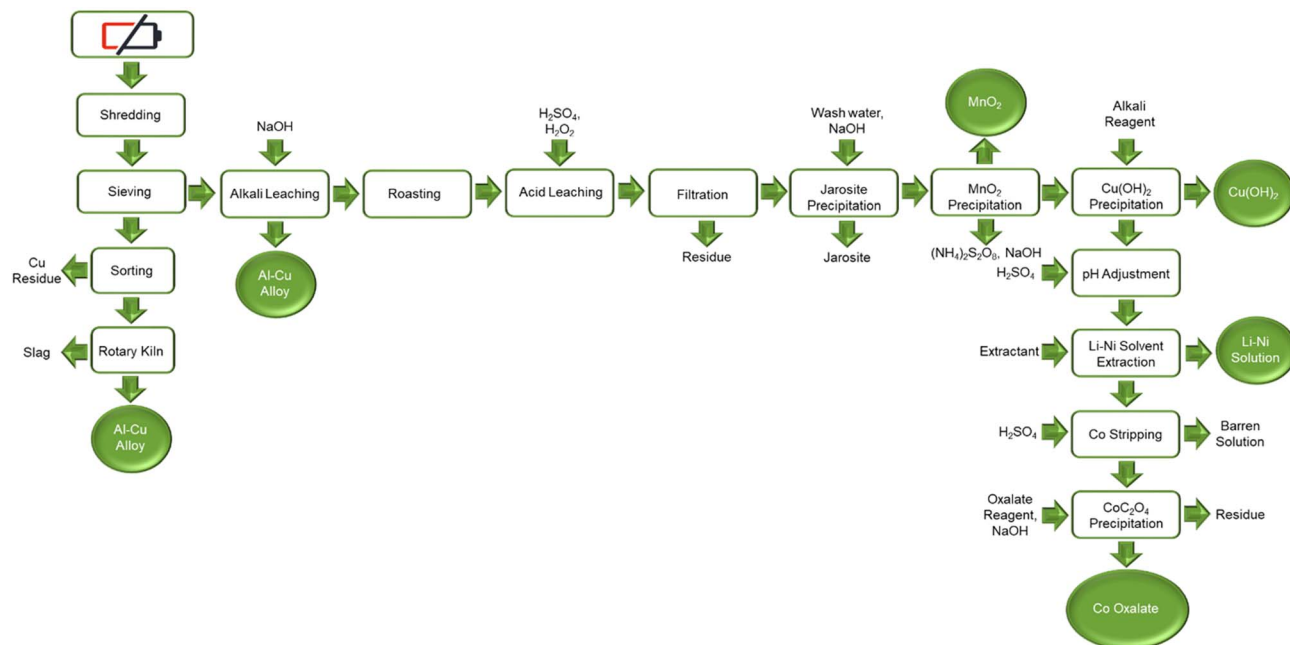 Shredding
Sieving
Sorting
Cu
Residue
Rotary Kiln
Slag
Al-Cu
Alloy
NaOH
Alkali Leaching
Al-Cu
Alloy
Roasting
H₂SO₄,
H₂O₂
Acid Leaching
Filtration
Residue
Wash water,
NaOH
Jarosite
Precipitation
Jarosite
MnO₂
MnO₂
Precipitation
(NH₄)₂S₂O₈, NaOH
Alkali
Reagent
Cu(OH)₂
Precipitation
Cu(OH)₂
H₂SO₄
pH Adjustment
Extractant
Li-Ni Solvent
Extraction
Li-Ni
Solution
H₂SO₄
Co Stripping
Barren
Solution
Oxalate
Reagent,
NaOH
CoC₂O₄
Precipitation
Residue
Co Oxalate